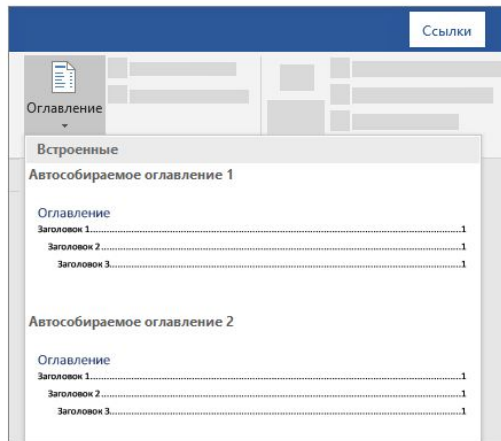 Ссылки
Оглавление
Встроенные
Автособираемое оглавление 1
Оглавление
Заголовок 1.....1
Заголовок 2.....1
Заголовок 3.....1
Автособираемое оглавление 2
Оглавление
Заголовок 1.....1
Заголовок 2.....1
Заголовок 3.....1